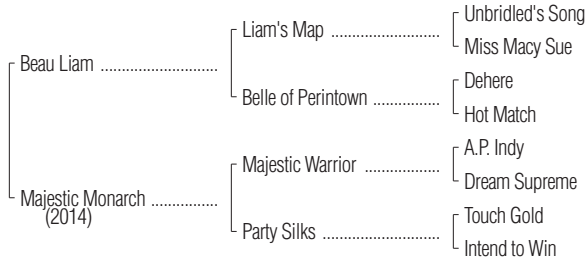 Unbridled's Song
Liam's Map
Miss Macy Sue
Beau Liam
Dehere
Belle of Perintown
Hot Match
A.P. Indy
Majestic Warrior
Dream Supreme
Majestic Monarch
(2014)
Touch Gold
Party Silks
Intend to Win